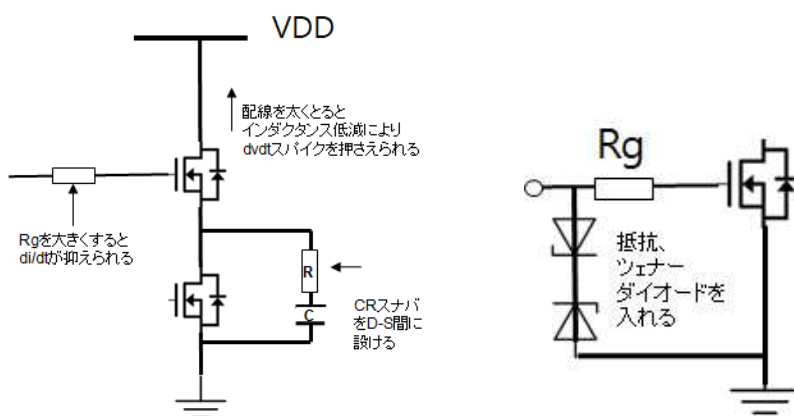 VDD
配線を太くとると
インダクタンス低減により
dvdtスパイクを押さえられる
Rgを大きくすると
di/dtが抑えられる
R
C
CRスナバ
をD-S間に
設ける
Rg
抵抗、
ツェナー
ダイオードを
入れる